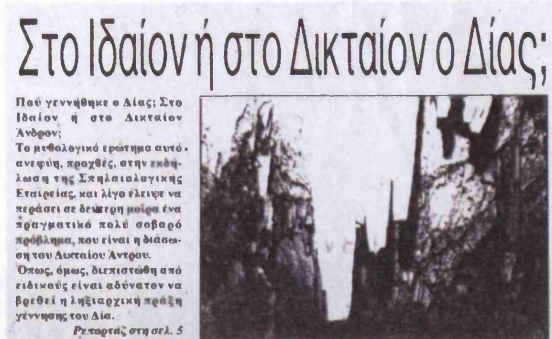 Στο Ιδαίον ή στο Δικταίον ο Δίας;
Πού γεννήθηκε ο Δίας; Στο
Ιδαίον ή στο Δικταίον
Άνδρον;
Το μυθολογικό ερώτημα αυτό
ανεφύη, προχθές, στην εκδή-
λωση της Σπηλαιολογικής
Εταιρείας, και λίγο έλειψε να
περάσει σε δεύτερη μοίρα ένα
πραγματικό πολύ σοβαρό
πρόβλημα, που είναι η διάσω-
ση του Δικταίου Άντρου.
Όπως, όμως, διεπιστώθη από
ειδικούς είναι αδύνατον να
βρεθεί η ληξιαρχική πράξη
γέννησης του Δία.
Ρεπορτάζ στη σελ. 5